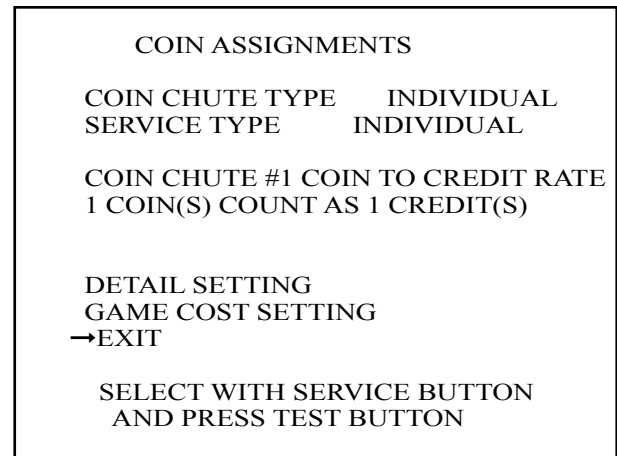 COIN ASSIGNMENTS
COIN CHUTE TYPE INDIVIDUAL
SERVICE TYPE INDIVIDUAL
COIN CHUTE #1 COIN TO CREDIT RATE
1 COIN(S) COUNT AS 1 CREDIT(S)
DETAIL SETTING
GAME COST SETTING
→EXIT
SELECT WITH SERVICE BUTTON
AND PRESS TEST BUTTON